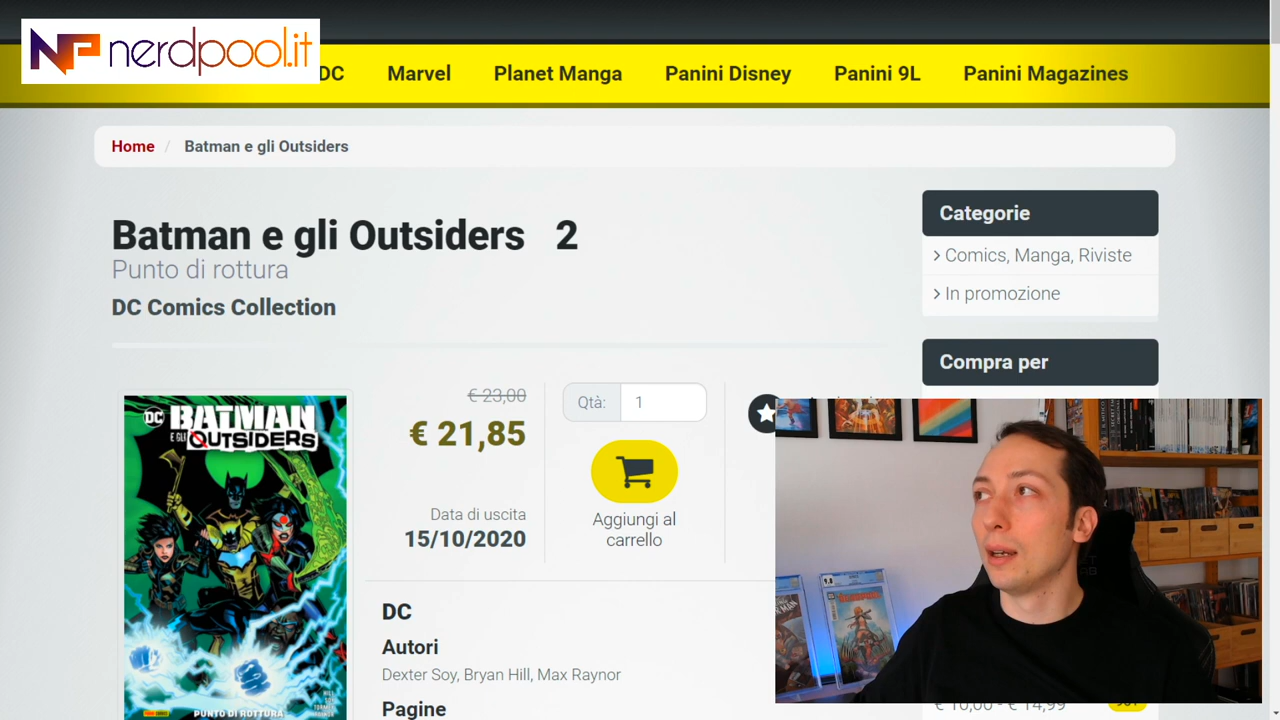 nerdpool.it
DC Marvel Planet Manga Panini Disney Panini 9L Panini Magazines
Home / Batman e gli Outsiders
Batman e gli Outsiders 2
Punto di rottura
DC Comics Collection
€ 23,00
€ 21,85
Data di uscita
15/10/2020
Qtà: 1
Aggiungi al
carrello
DC
Autori
Dexter Soy, Bryan Hill, Max Raynor
Pagine
Categorie
Comics, Manga, Riviste
In promozione
Compra per
€ 10,00 - € 14,99
DC
BATMAN
E GLI OUTSIDERS
PUNTO DI ROTTURA
9.8